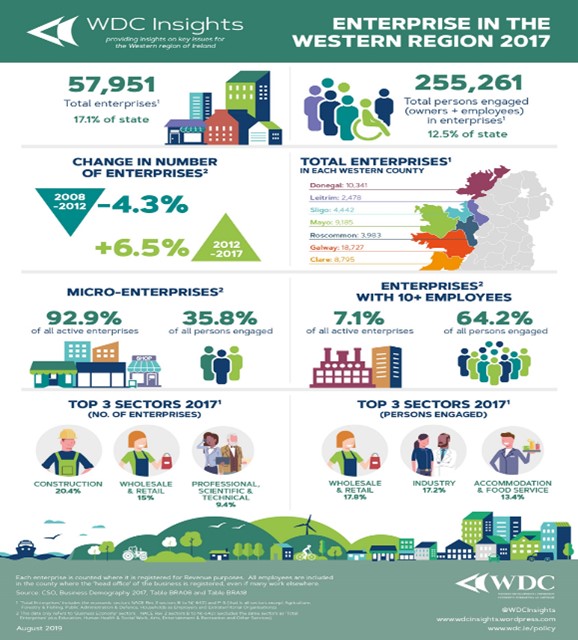 WDC Insights
providing insights on key issues for
the Western region of Ireland
ENTERPRISE IN THE
WESTERN REGION 2017
57,951
Total enterprises¹
17.1% of state
255,261
Total persons engaged
(owners + employees)
in enterprises¹
12.5% of state
CHANGE IN NUMBER
OF ENTERPRISES²
2008
-2012
-4.3%
+6.5%
2012
-2017
TOTAL ENTERPRISES¹
IN EACH WESTERN COUNTY
Donegal: 10,341
Leitrim: 2,478
Sligo: 4,442
Mayo: 9,185
Roscommon: 3,983
Galway: 18,727
Clare: 8,795
MICRO-ENTERPRISES²
92.9%
of all active enterprises
35.8%
of all persons engaged
SHOP
ENTERPRISES²
WITH 10+ EMPLOYEES
7.1%
of all active enterprises
64.2%
of all persons engaged
TOP 3 SECTORS 2017¹
(NO. OF ENTERPRISES)
CONSTRUCTION
20.4%
WHOLESALE
& RETAIL
15%
PROFESSIONAL,
SCIENTIFIC &
TECHNICAL
9.4%
TOP 3 SECTORS 2017¹
(PERSONS ENGAGED)
WHOLESALE
& RETAIL
17.8%
INDUSTRY
17.2%
ACCOMMODATION
& FOOD SERVICE
13.4%
Each enterprise is counted where it is registered for Revenue purposes. All employees are included
in the county where the 'head office' of the business is registered, even if many work elsewhere.
Source: CSO, Business Demography 2017, Table BRA08 and Table BRA18
August 2019
WDC
@WDCInsights
www.wdcinsights.wordpress.com
www.wdc.ie/policy